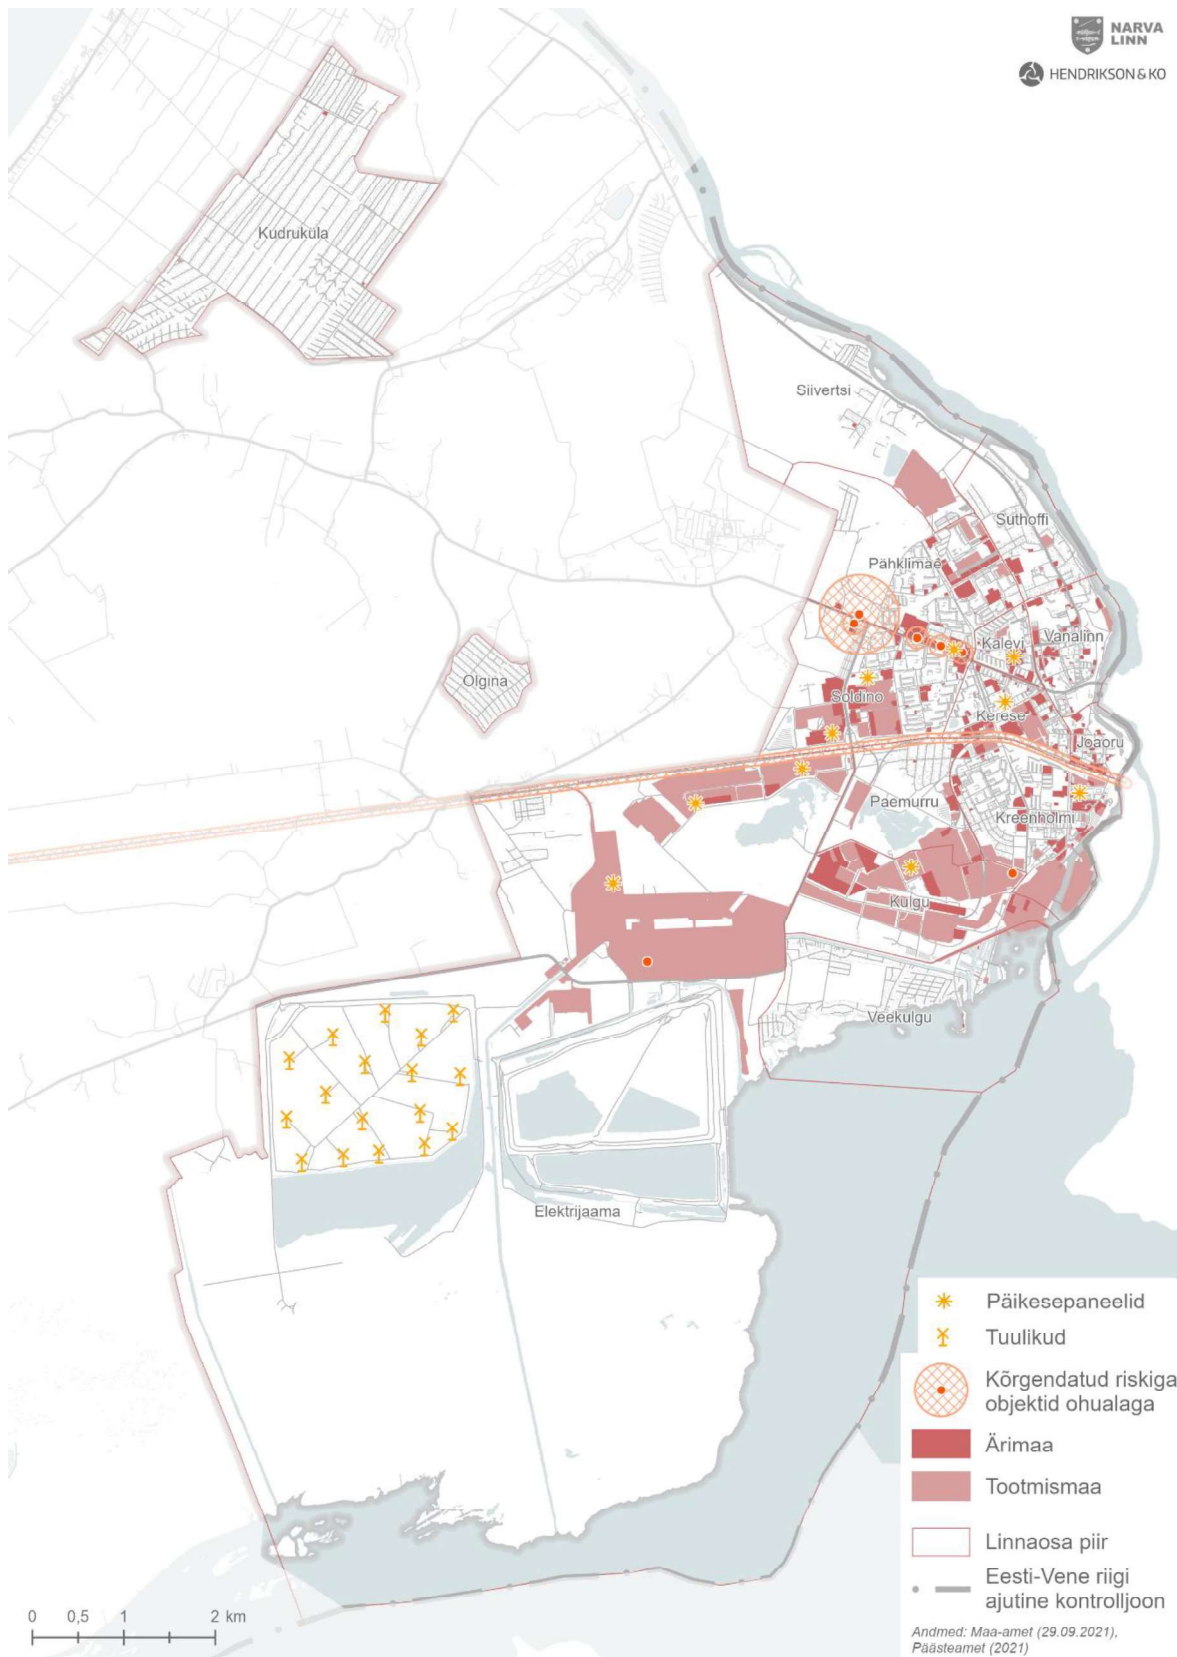 NARVA
LINN
HENDRIKSON & KO
Kudruküla
Siivertsi
Suthoffi
Pähklimäe
Kalevi
Vanalinn
Olgina
Soldino
Kerese
Joaoru
Paemurru
Kreenholmi
Kulgu
Veekulgu
Elektrijaama
Päikesepaneelid
Tuulikud
Kõrgendatud riskiga
objektid ohualaga
Ärimaa
Tootmismaa
Linnaosa piir
Eesti-Vene riigi
ajutine kontrolljoon
0 0,5 1 2 km
Andmed: Maa-amet (29.09.2021),
Päästeamet (2021)